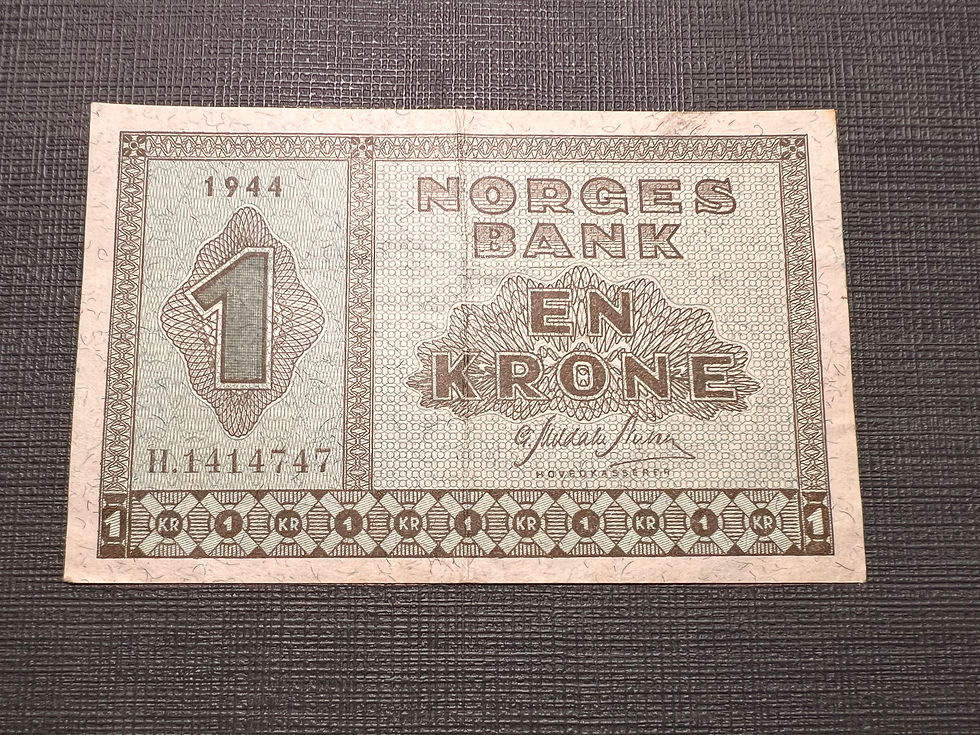 1944
NORGES
BANK
1
EN
KRONE
H.1414747
HOVEDKASSERER
1 KR 1 KR 1 KR 1 KR 1 KR 1 KR 1